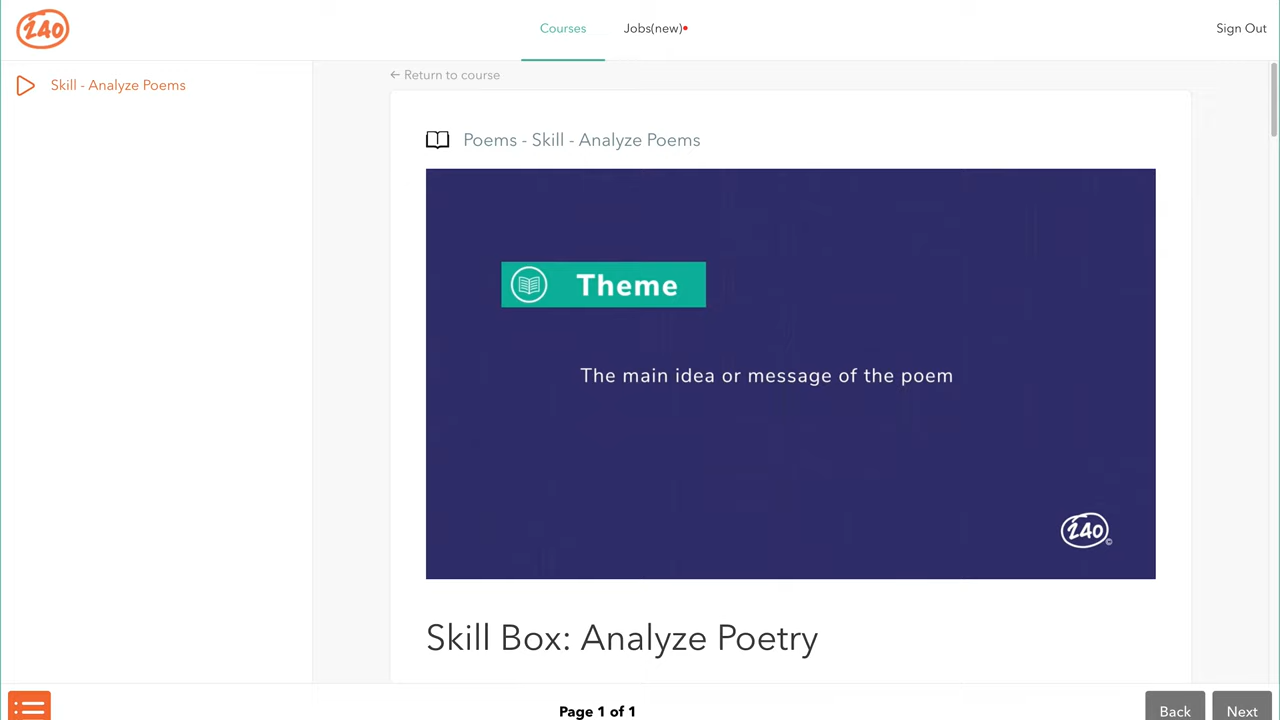 240
Courses
Jobs(new)
Sign Out
Skill - Analyze Poems
← Return to course
Poems - Skill - Analyze Poems
Theme
The main idea or message of the poem
240
©
Skill Box: Analyze Poetry
Page 1 of 1
Back
Next